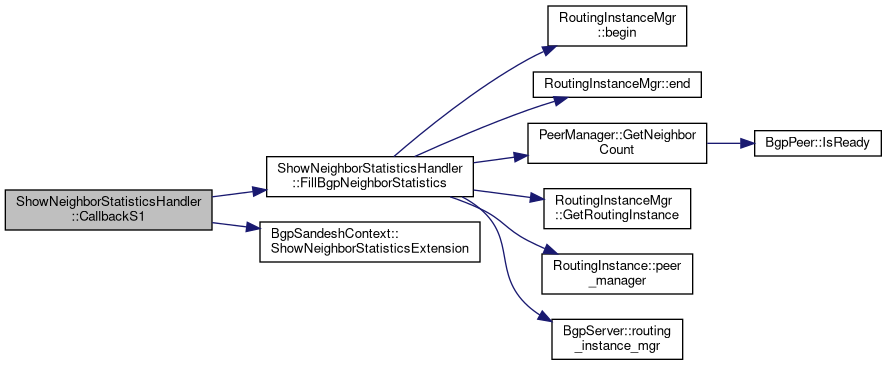 ShowNeighborStatisticsHandler
::CallbackS1
ShowNeighborStatisticsHandler
::FillBgpNeighborStatistics
BgpSandeshContext::
ShowNeighborStatisticsExtension
RoutingInstanceMgr
::begin
RoutingInstanceMgr::end
PeerManager::GetNeighbor
Count
BgpPeer::IsReady
RoutingInstanceMgr
::GetRoutingInstance
RoutingInstance::peer
_manager
BgpServer::routing
_instance_mgr